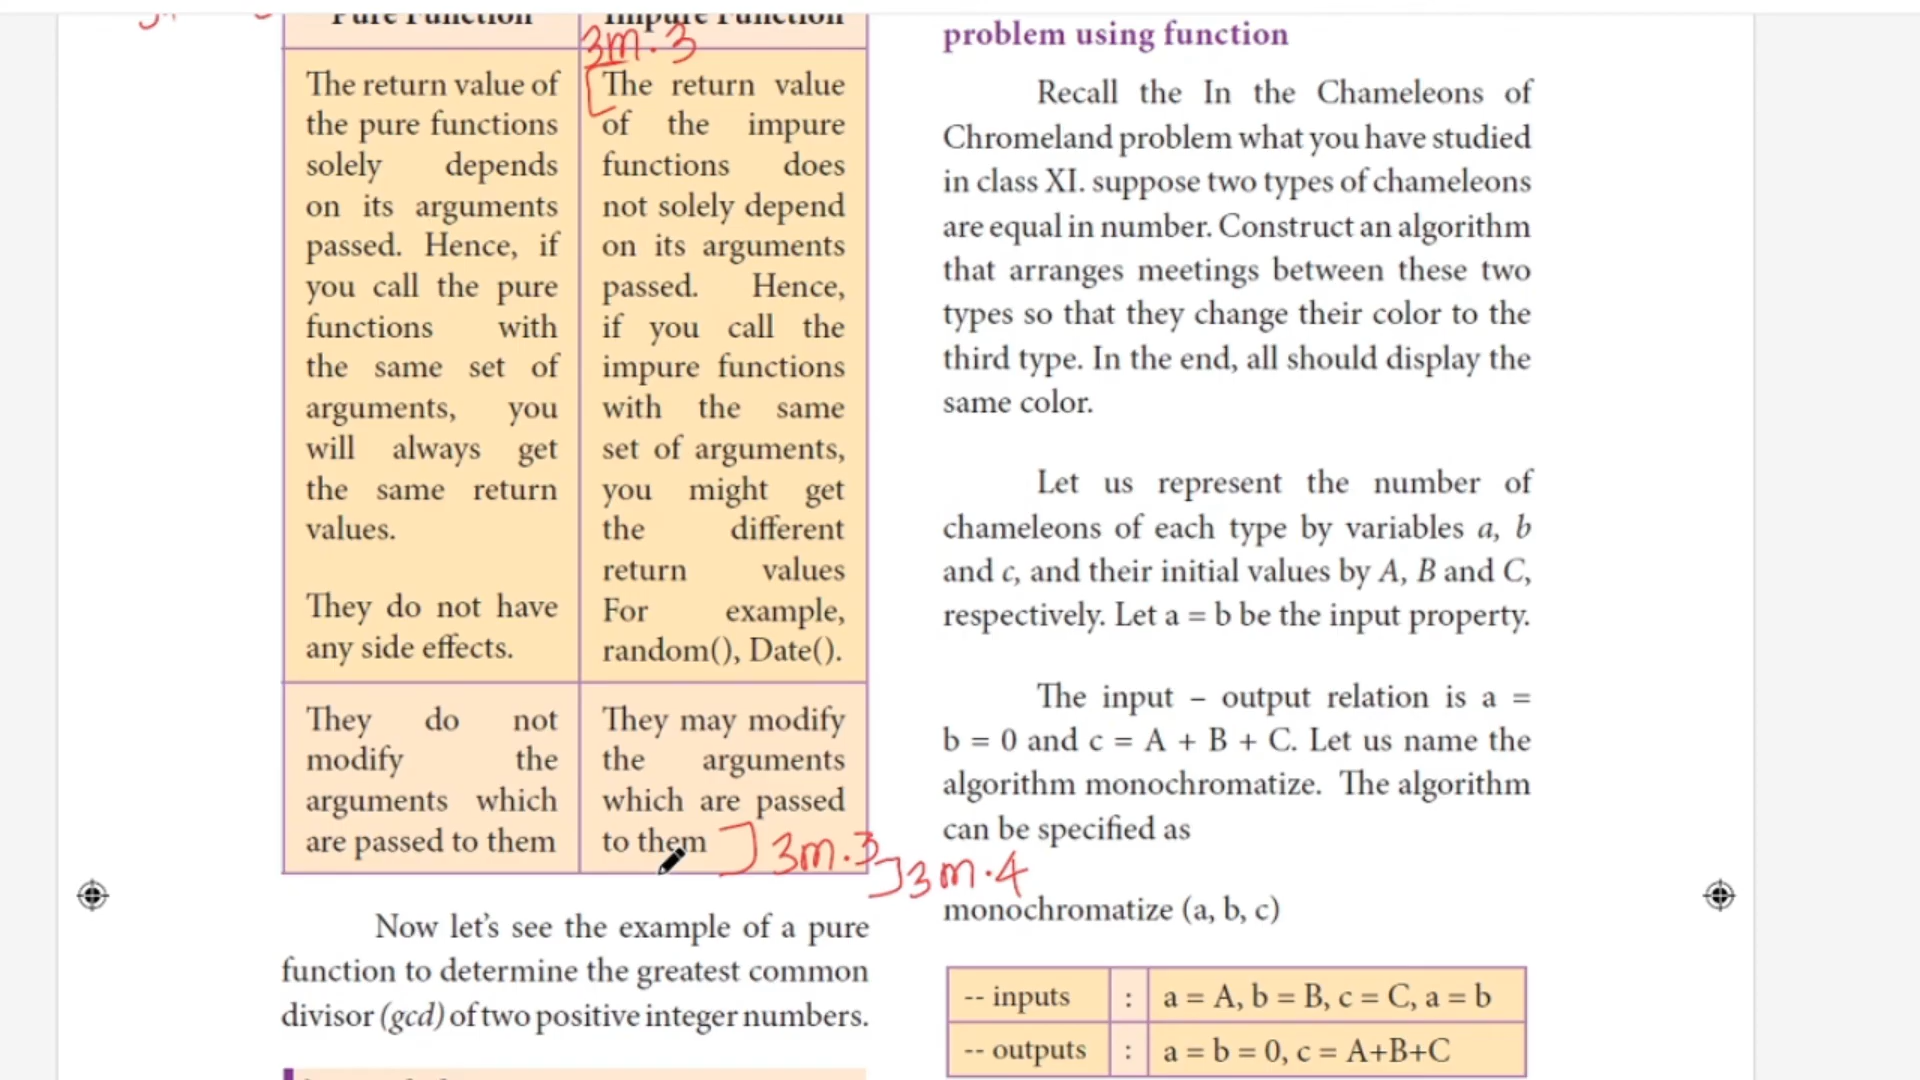 Pure Function
Impure Function
3m.3
The return value of
the pure functions
solely depends
on its arguments
passed. Hence, if
you call the pure
functions with
the same set of
arguments, you
will always get
the same return
values.
They do not have
any side effects.
The return value
of the impure
functions does
not solely depend
on its arguments
passed. Hence,
if you call the
impure functions
with the same
set of arguments,
you might get
the different
return values
For example,
random(), Date().
They do not
modify the
arguments which
are passed to them
They may modify
the arguments
which are passed
to them
3m.3
3m.4
Now let's see the example of a pure
function to determine the greatest common
divisor (gcd) of two positive integer numbers.
problem using function
Recall the In the Chameleons of
Chromeland problem what you have studied
in class XI. suppose two types of chameleons
are equal in number. Construct an algorithm
that arranges meetings between these two
types so that they change their color to the
third type. In the end, all should display the
same color.
Let us represent the number of
chameleons of each type by variables a, b
and c, and their initial values by A, B and C,
respectively. Let a = b be the input property.
The input – output relation is a =
b = 0 and c = A + B + C. Let us name the
algorithm monochromatize. The algorithm
can be specified as
monochromatize (a, b, c)
-- inputs : a = A, b = B, c = C, a = b
-- outputs : a = b = 0, c = A+B+C